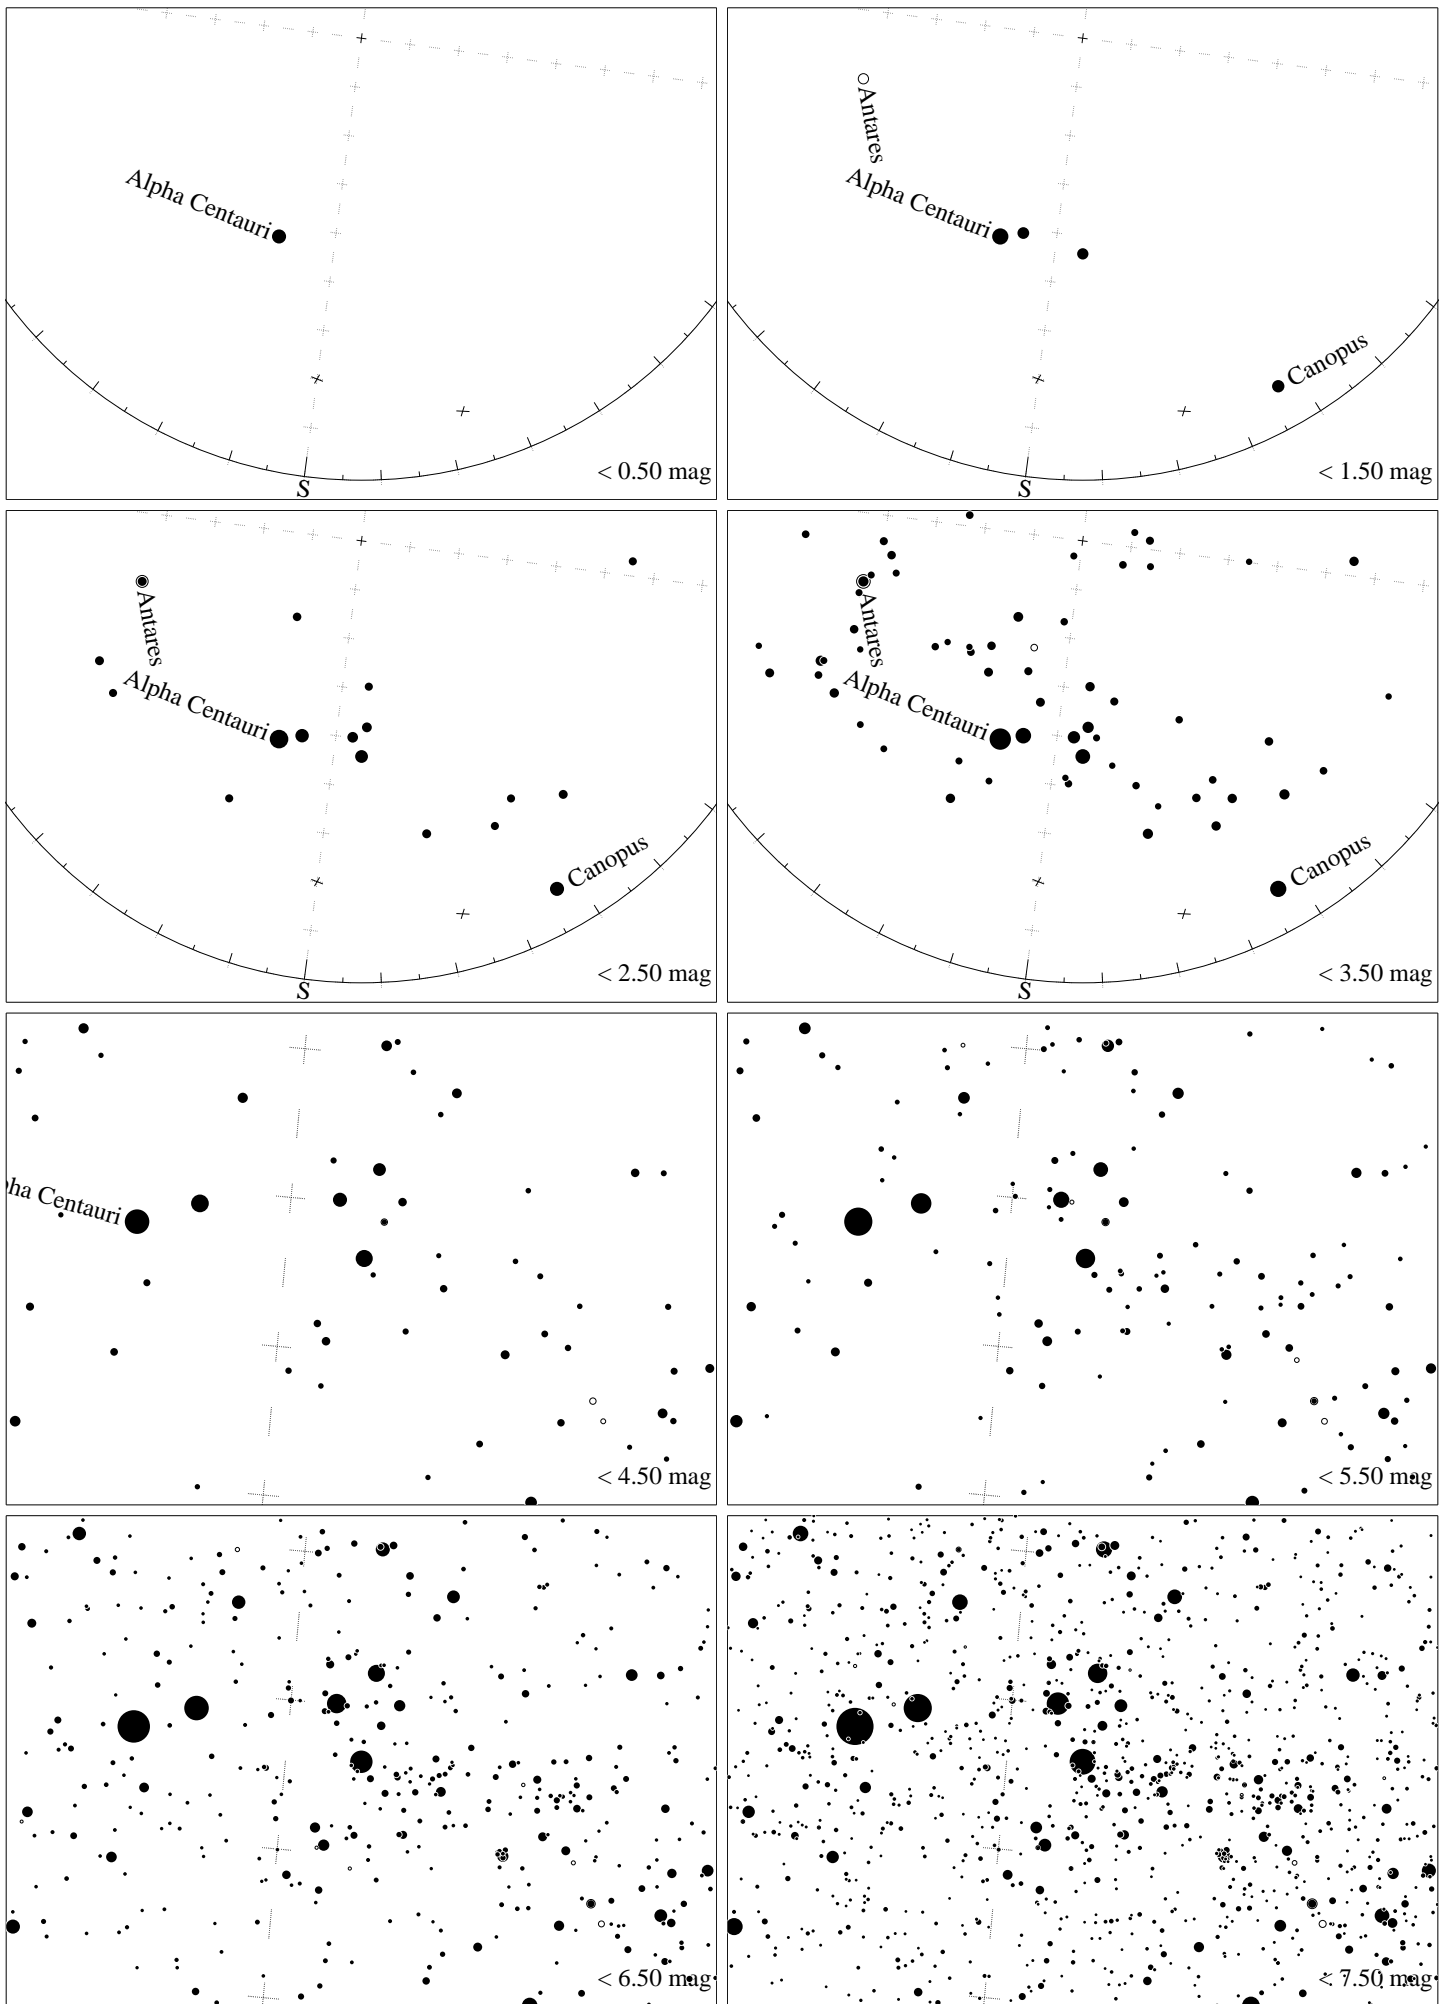 Alpha Centauri
S
< 0.50 mag
Antares
Alpha Centauri
Canopus
S
< 1.50 mag
Antares
Alpha Centauri
Canopus
S
< 2.50 mag
Antares
Alpha Centauri
Canopus
S
< 3.50 mag
ha Centauri
< 4.50 mag
< 5.50 mag
< 6.50 mag
< 7.50 mag